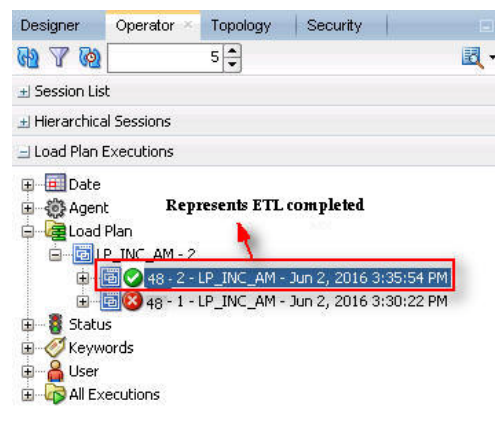 Designer Operator Topology Security
5
Session List
Hierarchical Sessions
Load Plan Executions
Date
Represents ETL completed
Agent
Load Plan
LP_INC_AM - 2
48 - 2 - LP_INC_AM - Jun 2, 2016 3:35:54 PM
48 - 1 - LP_INC_AM - Jun 2, 2016 3:30:22 PM
Status
Keywords
User
All Executions